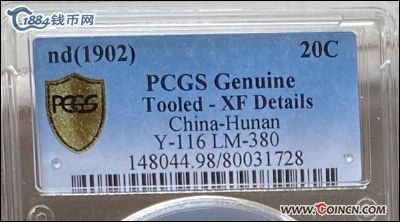 1884钱币网
nd(1902) 20C
PCGS Genuine
PCGS
Tooled - XF Details
China-Hunan
Y-116 LM-380
148044.98/80031728
www.COINCN.com